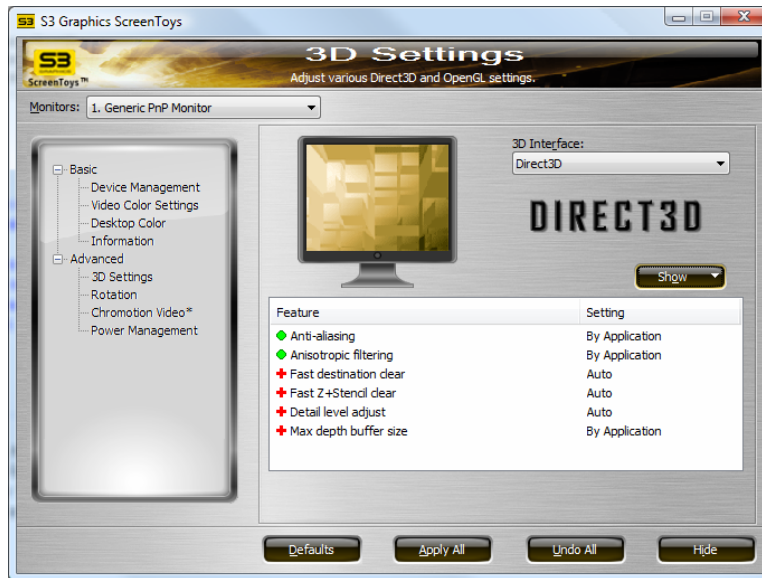 S3 S3 Graphics ScreenToys
S3
GRAPHICS
ScreenToys™
3D Settings
Adjust various Direct3D and OpenGL settings.
Monitors: 1. Generic PnP Monitor
Basic
Device Management
Video Color Settings
Desktop Color
Information
Advanced
3D Settings
Rotation
Chromotion Video*
Power Management
3D Interface:
Direct3D
DIRECT3D
Show
Feature Setting
Anti-aliasing By Application
Anisotropic filtering By Application
Fast destination clear Auto
Fast Z+Stencil clear Auto
Detail level adjust Auto
Max depth buffer size By Application
Defaults Apply All Undo All Hide